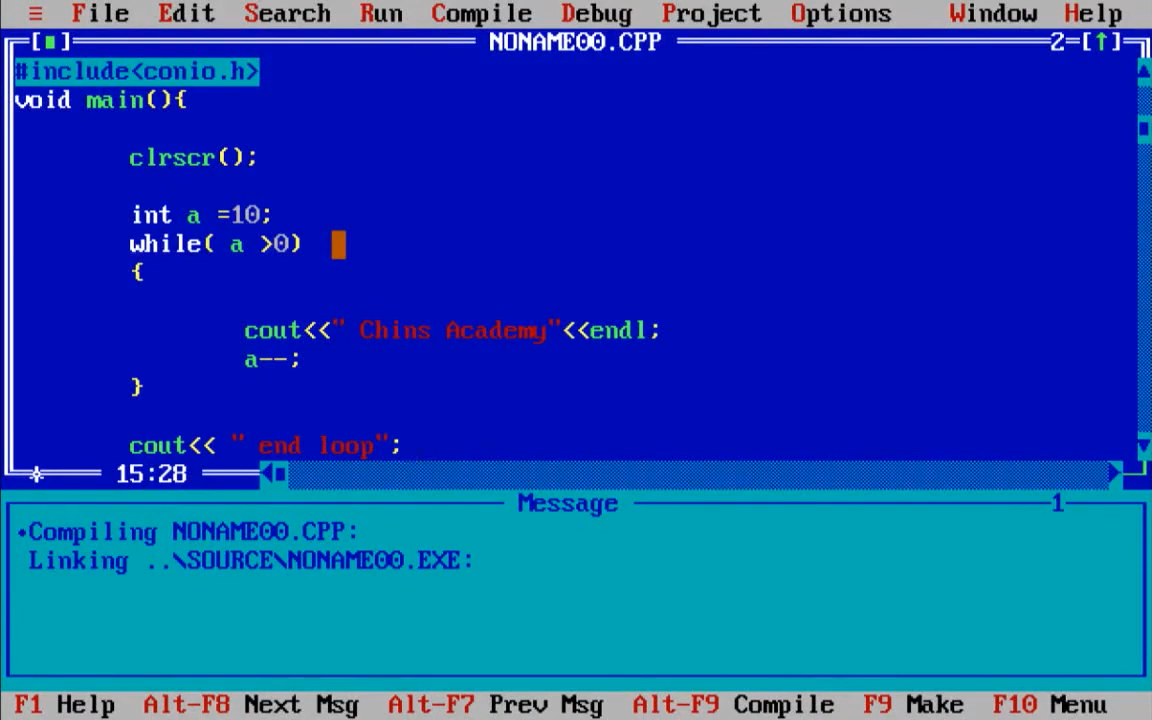 ≡ File Edit Search Run Compile Debug Project Options Window Help
[■] NONAME00.CPP 2=[↑]
#include<conio.h>
void main(){
clrscr();
int a =10;
while( a >0)
{
cout<<" Chins Academy"<<endl;
a--;
}
cout<< " end loop";
15:28
Message 1
•Compiling NONAME00.CPP:
Linking ..\SOURCE\NONAME00.EXE:
F1 Help Alt-F8 Next Msg Alt-F7 Prev Msg Alt-F9 Compile F9 Make F10 Menu